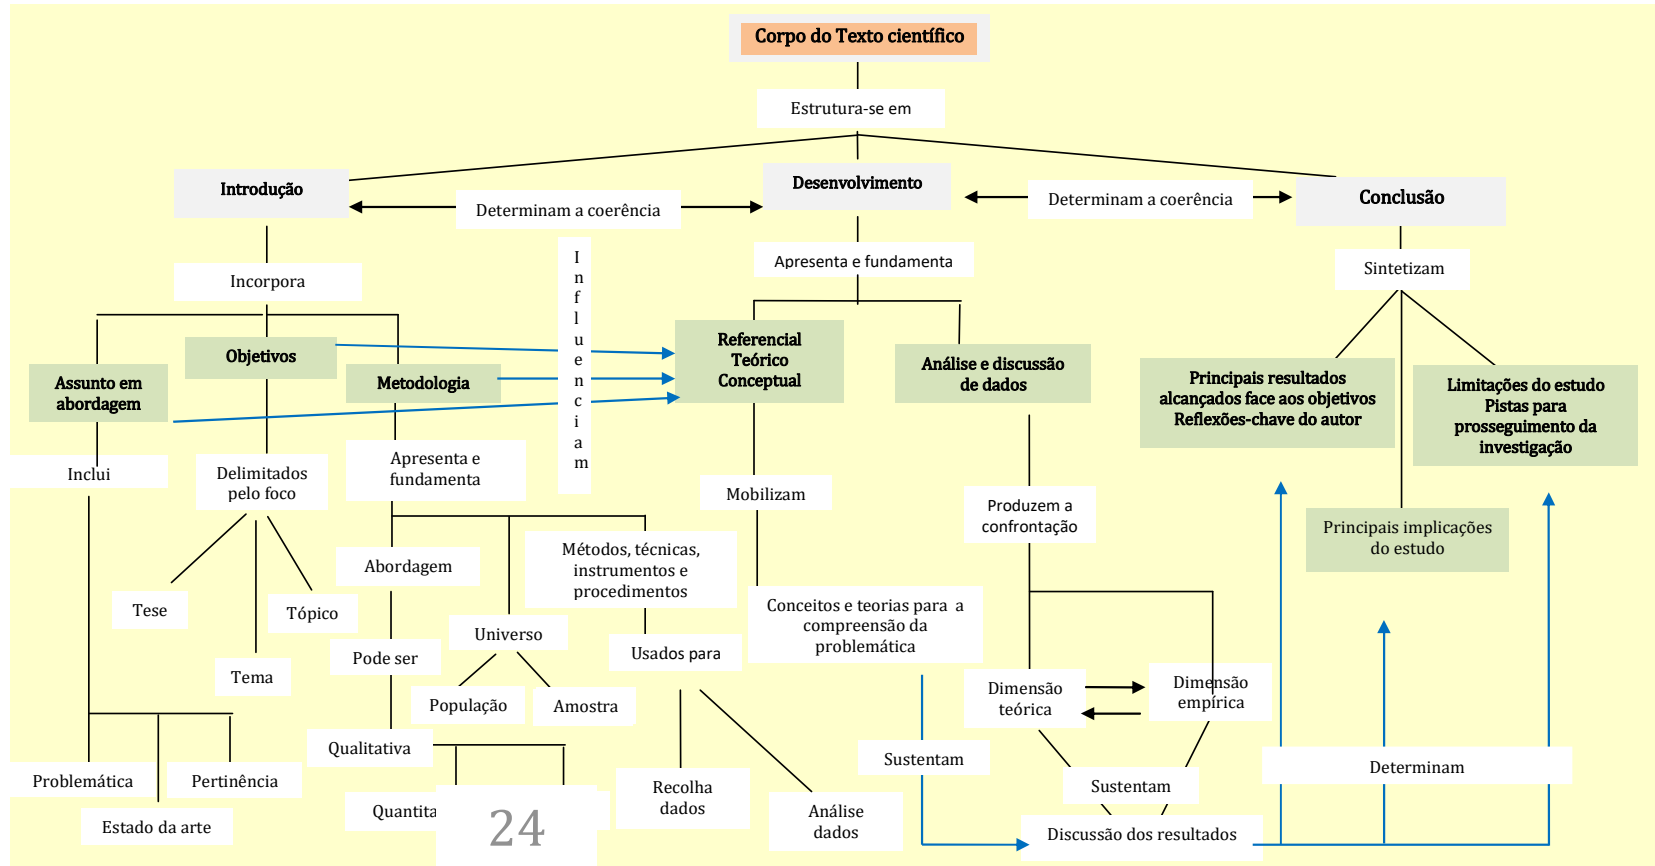 Corpo do Texto científico
Estrutura-se em
Introdução
Desenvolvimento
Conclusão
Determinam a coerência
Determinam a coerência
Incorpora
Influenciam
Apresenta e fundamenta
Sintetizam
Assunto em
abordagem
Objetivos
Metodologia
Referencial
Teórico
Conceptual
Análise e discussão
de dados
Principais resultados
alcançados face aos objetivos
Reflexões-chave do autor
Limitações do estudo
Pistas para
prosseguimento da
investigação
Inclui
Delimitados
pelo foco
Apresenta e
fundamenta
Mobilizam
Produzem a
confrontação
Principais implicações
do estudo
Tese
Tema
Tópico
Abordagem
Universo
Métodos, técnicas,
instrumentos e
procedimentos
Conceitos e teorias para a
compreensão da
problemática
Pode ser
População
Amostra
Usados para
Dimensão
teórica
Dimensão
empírica
Problemática
Estado da arte
Pertinência
Qualitativa
Quantita
24
Recolha
dados
Análise
dados
Sustentam
Sustentam
Discussão dos resultados
Determinam